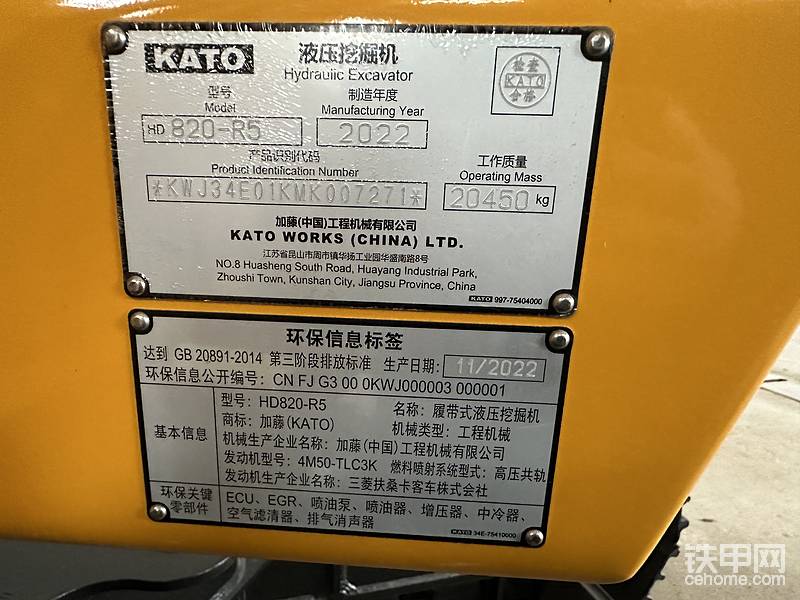 KATO
液压挖掘机
Hydraulic Excavator
检查
KATO
合格
型号
Model
HD 820-R5
制造年度
Manufacturing Year
2022
产品识别代码
Product Identification Number
*KWJ34E01KMK007271*
工作质量
Operating Mass
20450 kg
加藤(中国)工程机械有限公司
KATO WORKS (CHINA) LTD.
江苏省昆山市周市镇华扬工业园华盛南路8号
NO.8 Huasheng South Road, Huayang Industrial Park,
Zhoushi Town, Kunshan City, Jiangsu Province, China
KATO 997-75404000
环保信息标签
达到 GB 20891-2014 第三阶段排放标准 生产日期: 11/2022
环保信息公开编号: CN FJ G3 00 0KWJ000003 000001
基本信息
型号: HD820-R5 名称: 履带式液压挖掘机
商标: 加藤(KATO) 机械类型: 工程机械
机械生产企业名称: 加藤(中国)工程机械有限公司
发动机型号: 4M50-TLC3K 燃料喷射系统型式: 高压共轨
发动机生产企业名称: 三菱扶桑卡客车株式会社
环保关键
零部件
ECU、EGR、喷油泵、喷油器、增压器、中冷器、
空气滤清器、排气消声器
KATO 34E-75410000
铁甲网
cehome.com